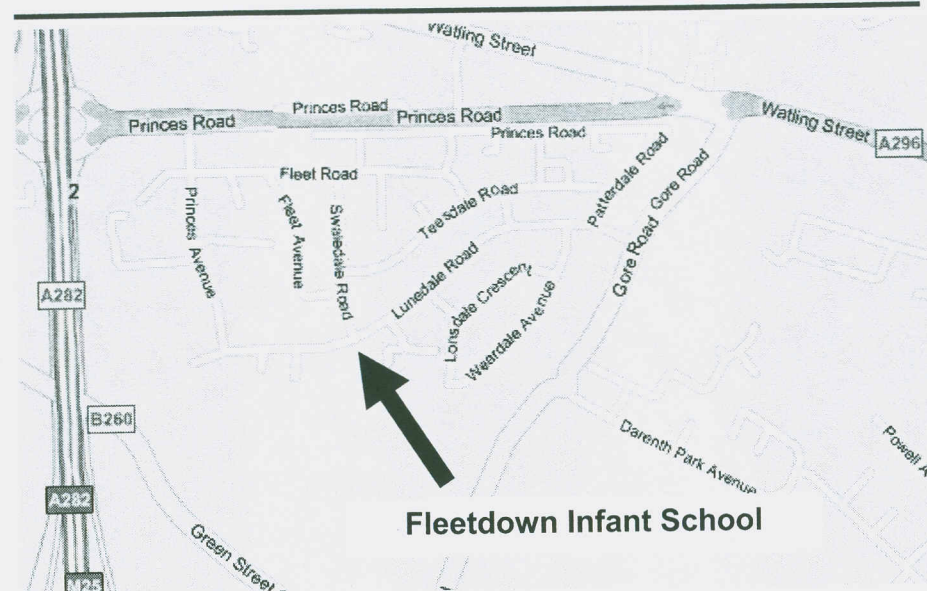 Watling Street
Princes Road
Princes Road
Princes Road
Princes Road
Watling Street
A296
Fleet Road
2
Princes Avenue
Fleet Avenue
Swaledale Road
Teesdale Road
Patterdale Road
Gore Road
Gore Road
Lunedale Road
Lonsdale Crescent
Weardale Avenue
A282
B260
Darenth Park Avenue
Powell A
A282
Fleetdown Infant School
Green Street